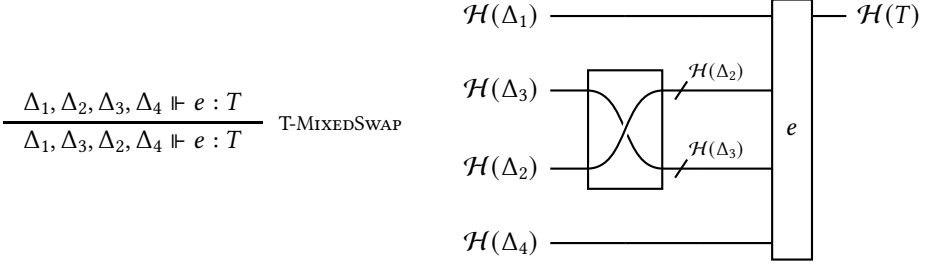 Δ₁, Δ₂, Δ₃, Δ₄ ⊩ e : T
Δ₁, Δ₃, Δ₂, Δ₄ ⊩ e : T
T-MixedSwap
ℋ(Δ₁)
ℋ(T)
ℋ(Δ₃)
ℋ(Δ₂)
e
ℋ(Δ₂)
ℋ(Δ₃)
ℋ(Δ₄)